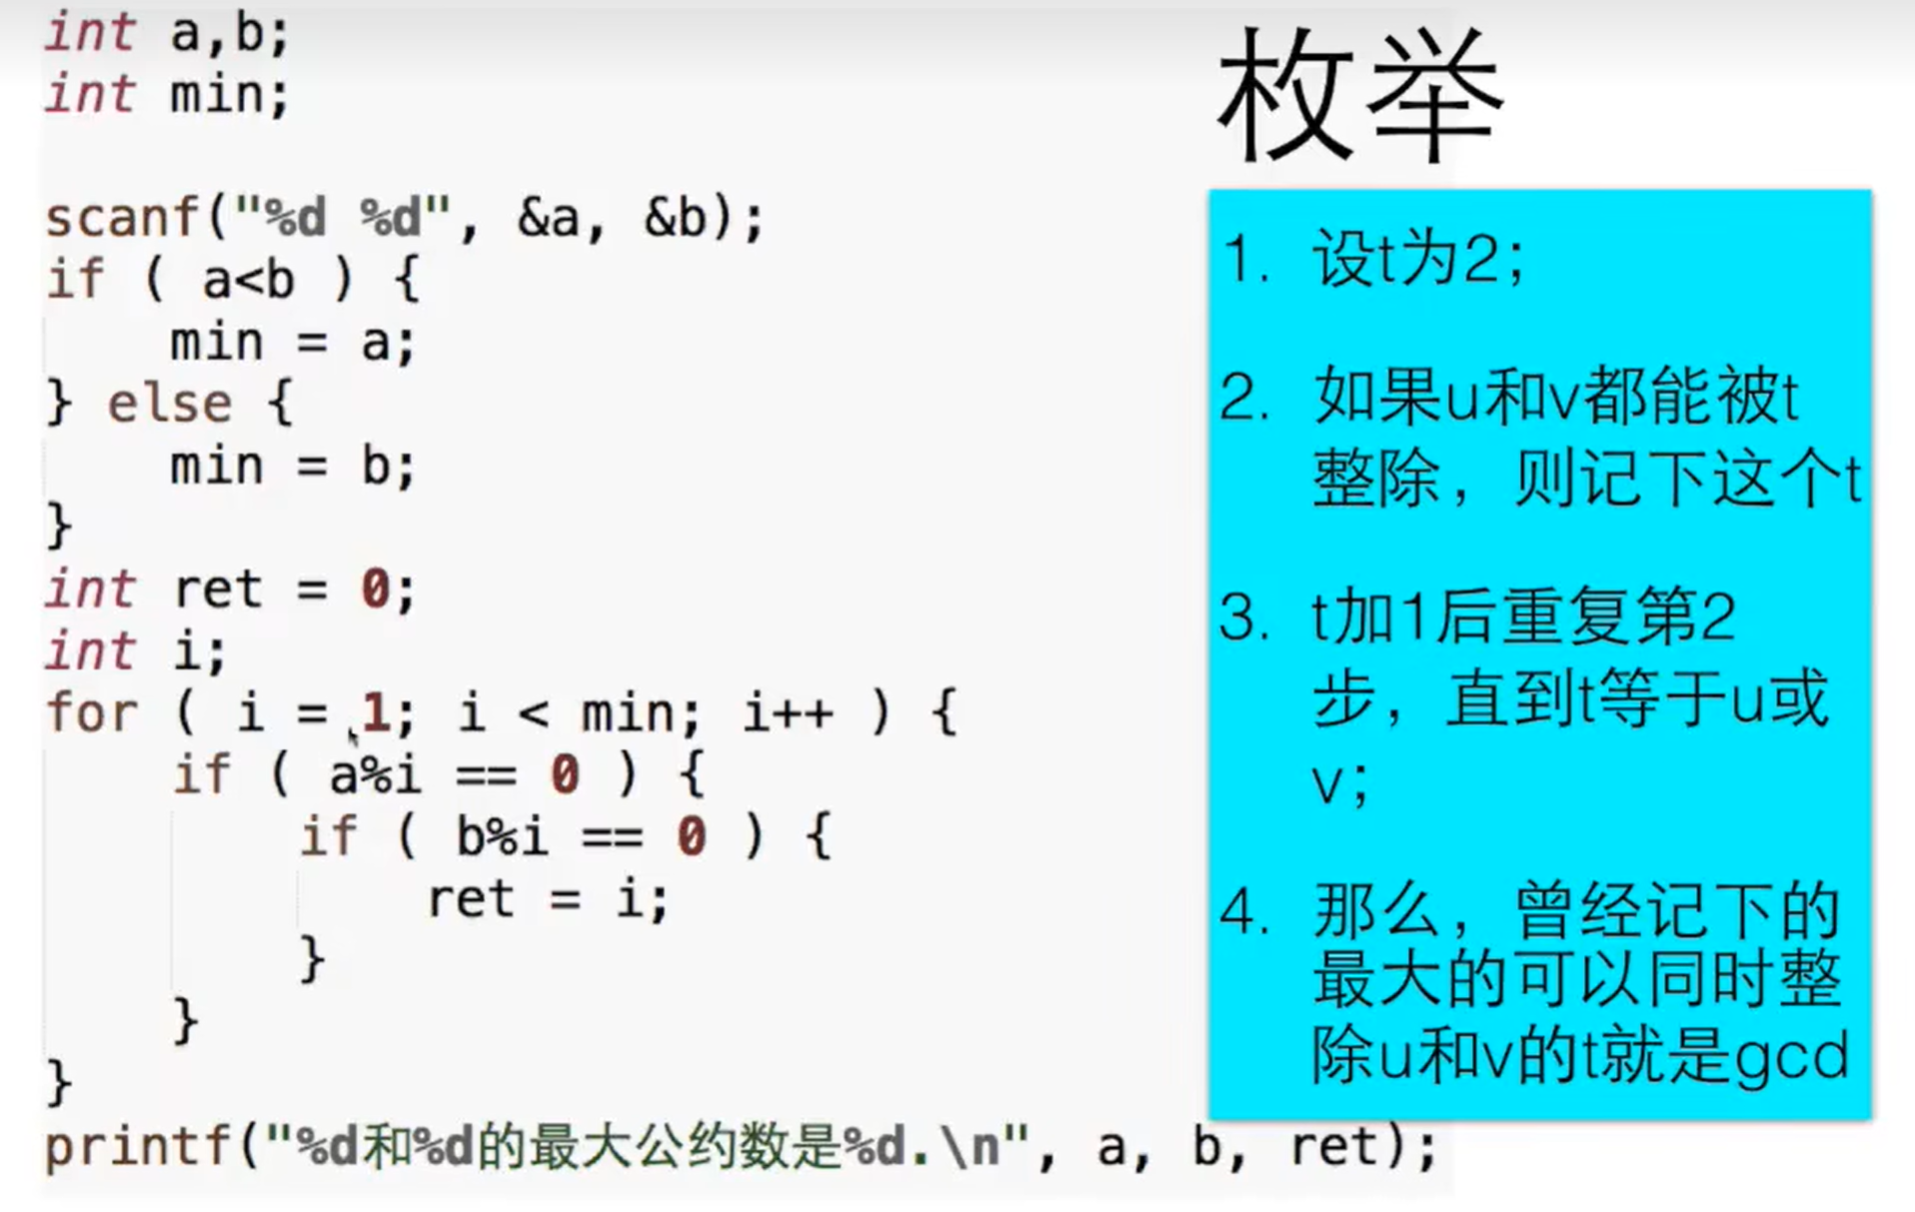 int a,b;
int min;
scanf("%d %d", &a, &b);
if ( a<b ) {
min = a;
} else {
min = b;
}
int ret = 0;
int i;
for ( i = 1; i < min; i++ ) {
if ( a%i == 0 ) {
if ( b%i == 0 ) {
ret = i;
}
}
}
printf("%d和%d的最大公约数是%d.\n", a, b, ret);
枚举
1. 设t为2;
2. 如果u和v都能被t
整除，则记下这个t
3. t加1后重复第2
步，直到t等于u或
v;
4. 那么，曾经记下的
最大的可以同时整
除u和v的t就是gcd